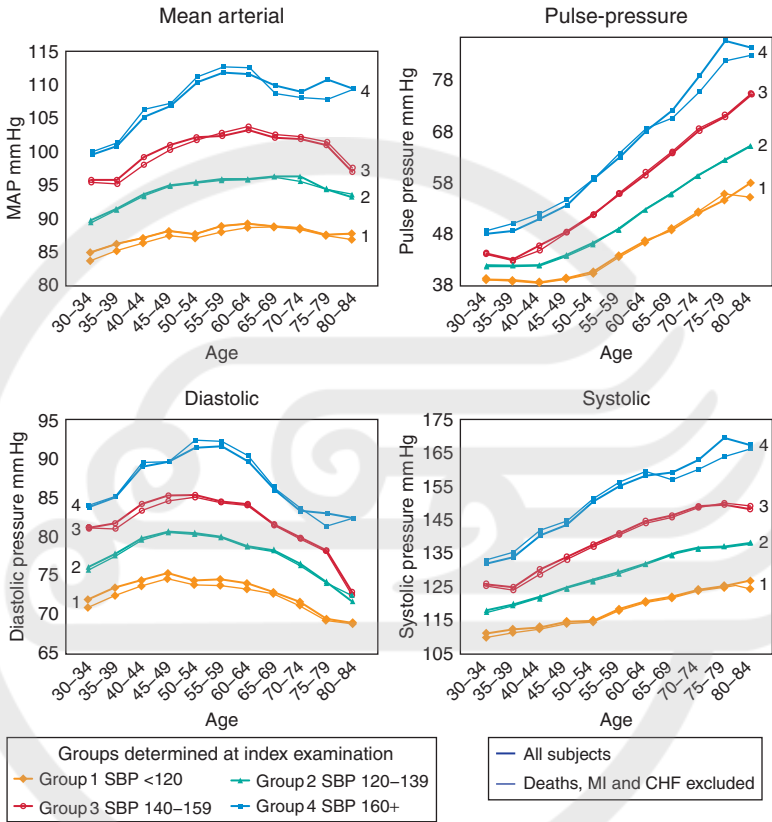 Mean arterial
115
110
105
100
95
90
85
80
MAP mmHg
4
3
2
1
30–34 35–39 40–44 45–49 50–54 55–59 60–64 65–69 70–74 75–79 80–84
Age
Pulse-pressure
78
68
58
48
38
Pulse pressure mmHg
4
3
2
1
30–34 35–39 40–44 45–49 50–54 55–59 60–64 65–69 70–74 75–79 80–84
Age
Diastolic
95
90
85
80
75
70
65
Diastolic pressure mmHg
4
3
2
1
30–34 35–39 40–44 45–49 50–54 55–59 60–64 65–69 70–74 75–79 80–84
Age
Systolic
175
165
155
145
135
125
115
105
Systolic pressure mmHg
4
3
2
1
30–34 35–39 40–44 45–49 50–54 55–59 60–64 65–69 70–74 75–79 80–84
Age
Groups determined at index examination
Group 1 SBP <120
Group 2 SBP 120–139
Group 3 SBP 140–159
Group 4 SBP 160+
All subjects
Deaths, MI and CHF excluded